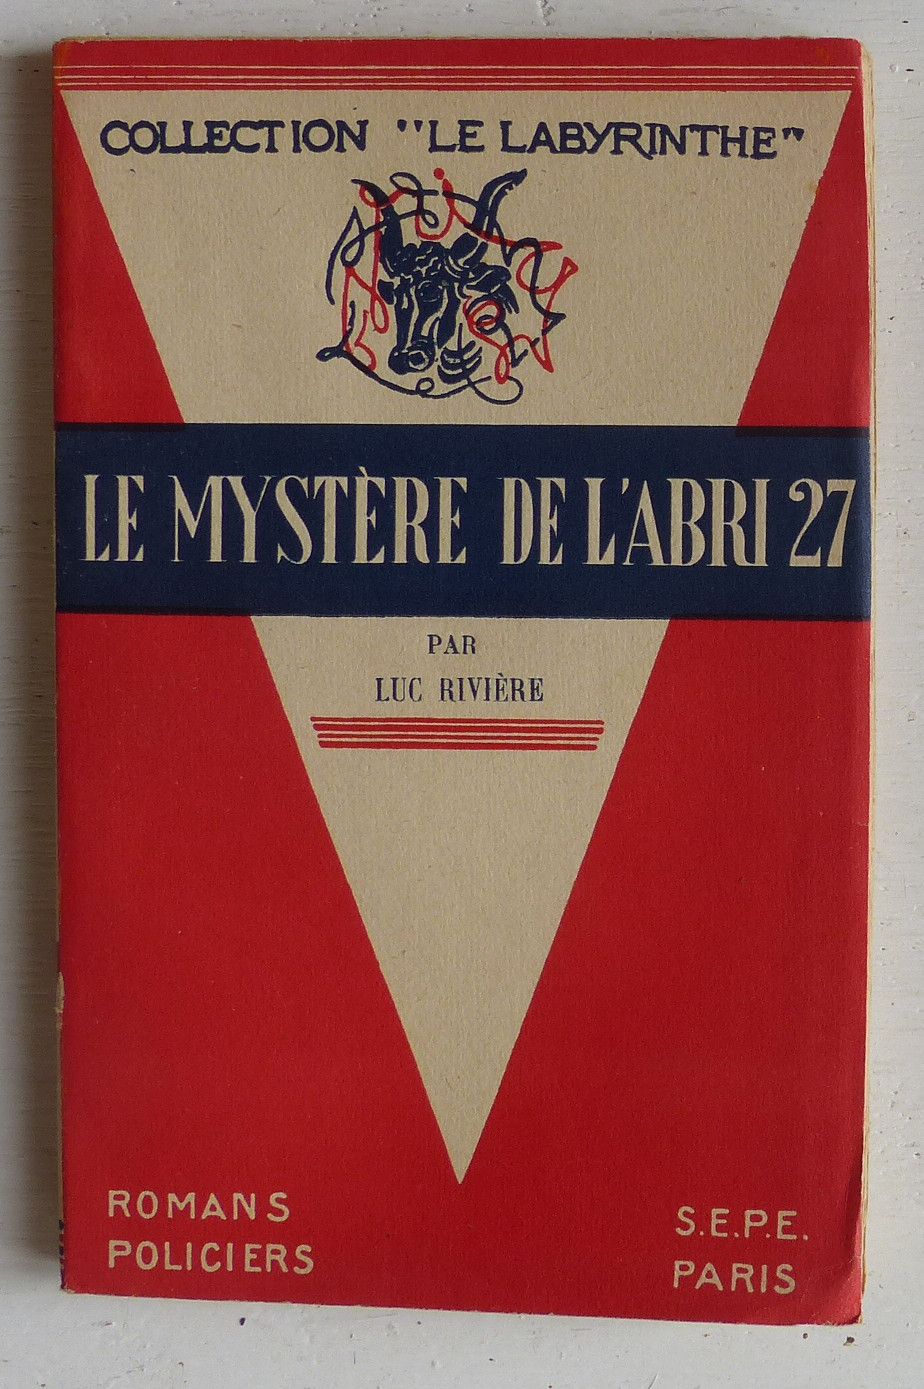 COLLECTION "LE LABYRINTHE"
LE MYSTÈRE DE L'ABRI 27
PAR
LUC RIVIÈRE
ROMANS
POLICIERS
S.E.P.E.
PARIS